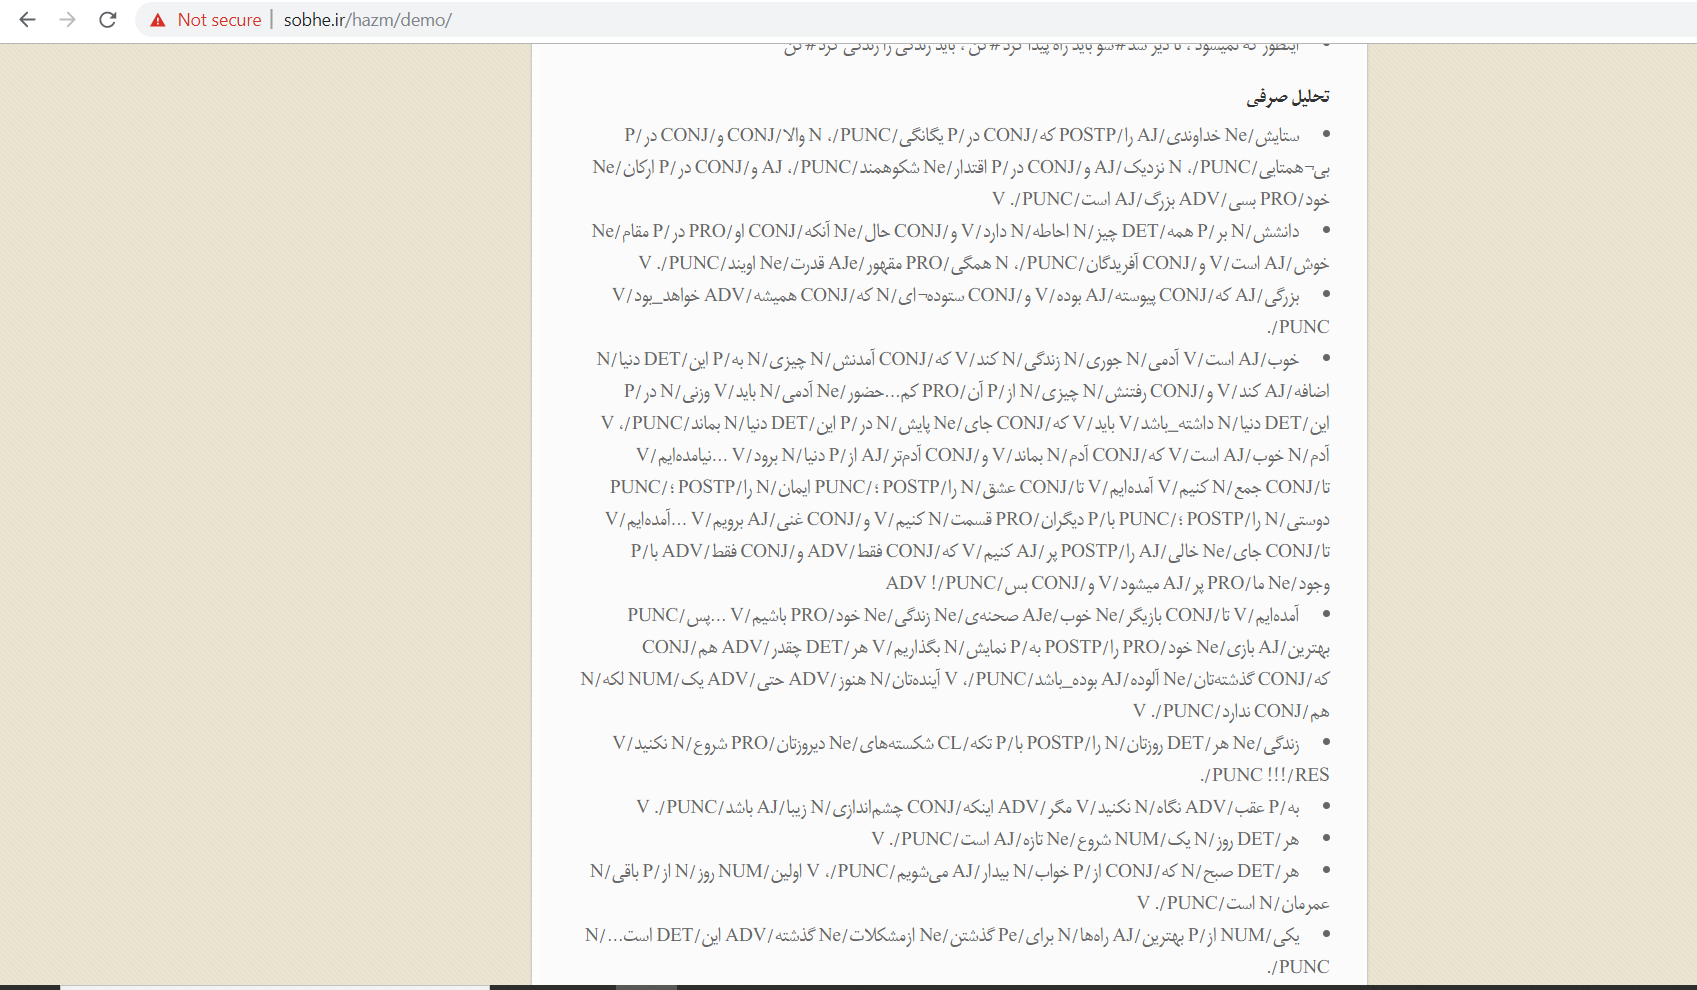 Not secure | sobhe.ir/hazm/demo/
اینطور که نمیشود ، تا دیر شد#شو باید راه پیدا کرد#کن ، باید زندگی را زندگی کرد#کن
تحلیل صرفی
ستایش/Ne خداوندی/AJ را/POSTP که/CONJ در/P یگانگی/N ،/PUNC والا/CONJ و/CONJ در/P
بی¬همتایی/N ،/PUNC نزدیک/AJ و/CONJ در/P اقتدار/Ne شکوهمند/AJ ،/PUNC و/CONJ در/P ارکان/Ne
خود/PRO بسی/ADV بزرگ/AJ است/V ./PUNC
دانشش/N بر/P همه/DET چیز/N احاطه/N دارد/V و/CONJ حال/Ne آنکه/CONJ او/PRO در/P مقام/Ne
خوش/AJ است/V و/CONJ آفریدگان/N ،/PUNC همگی/PRO مقهور/AJe قدرت/Ne اویند/V ./PUNC
بزرگی/AJ که/CONJ پیوسته/AJ بوده/V و/CONJ ستوده¬ای/N که/CONJ همیشه/ADV خواهد_بود/V
./PUNC
خوب/AJ است/V آدمی/N جوری/N زندگی/N کند/V که/CONJ آمدنش/N چیزی/N به/P این/DET دنیا/N
اضافه/AJ کند/V و/CONJ رفتنش/N چیزی/N از/P آن/PRO کم...حضور/Ne آدمی/N باید/V وزنی/N در/P
این/DET دنیا/N داشته_باشد/V باید/V که/CONJ جای/Ne پایش/N در/P این/DET دنیا/N بماند/V ،/PUNC
آدم/N خوب/AJ است/V که/CONJ آدم/N بماند/V و/CONJ آدم‌تر/AJ از/P دنیا/N برود/V ...نیامده‌ایم/V
تا/CONJ جمع/N کنیم/V آمده‌ایم/V تا/CONJ عشق/N را/POSTP ؛/PUNC ایمان/N را/POSTP ؛/PUNC
دوستی/N را/POSTP ؛/PUNC با/P دیگران/PRO قسمت/N کنیم/V و/CONJ غنی/AJ برویم/V ...آمده‌ایم/V
تا/CONJ جای/Ne خالی/AJ را/POSTP پر/AJ کنیم/V که/CONJ فقط/ADV و/CONJ فقط/ADV با/P
وجود/Ne ما/PRO پر/AJ میشود/V و/CONJ بس/ADV !/PUNC
آمده‌ایم/V تا/CONJ بازیگر/Ne خوب/AJe صحنه‌ی/Ne زندگی/Ne خود/PRO باشیم/V ...پس/PUNC
بهترین/AJ بازی/Ne خود/PRO را/POSTP به/P نمایش/N بگذاریم/V هر/DET چقدر/ADV هم/CONJ
که/CONJ گذشته‌تان/Ne آلوده/AJ بوده_باشد/V ،/PUNC آینده‌تان/N هنوز/ADV حتی/ADV یک/NUM لکه/N
هم/CONJ ندارد/V ./PUNC
زندگی/Ne هر/DET روزتان/N را/POSTP با/P تکه/CL شکسته‌های/Ne دیروزتان/PRO شروع/N نکنید/V
!!!/RES ./PUNC
به/P عقب/ADV نگاه/N نکنید/V مگر/ADV اینکه/CONJ چشم‌اندازی/N زیبا/AJ باشد/V ./PUNC
هر/DET روز/N یک/NUM شروع/Ne تازه/AJ است/V ./PUNC
هر/DET صبح/N که/CONJ از/P خواب/N بیدار/AJ می‌شویم/V ،/PUNC اولین/NUM روز/N از/P باقی/N
عمرمان/N است/V ./PUNC
یکی/NUM از/P بهترین/AJ راه‌ها/N برای/Pe گذشتن/Ne ازمشکلات/Ne گذشته/ADV این/DET است.../N
./PUNC